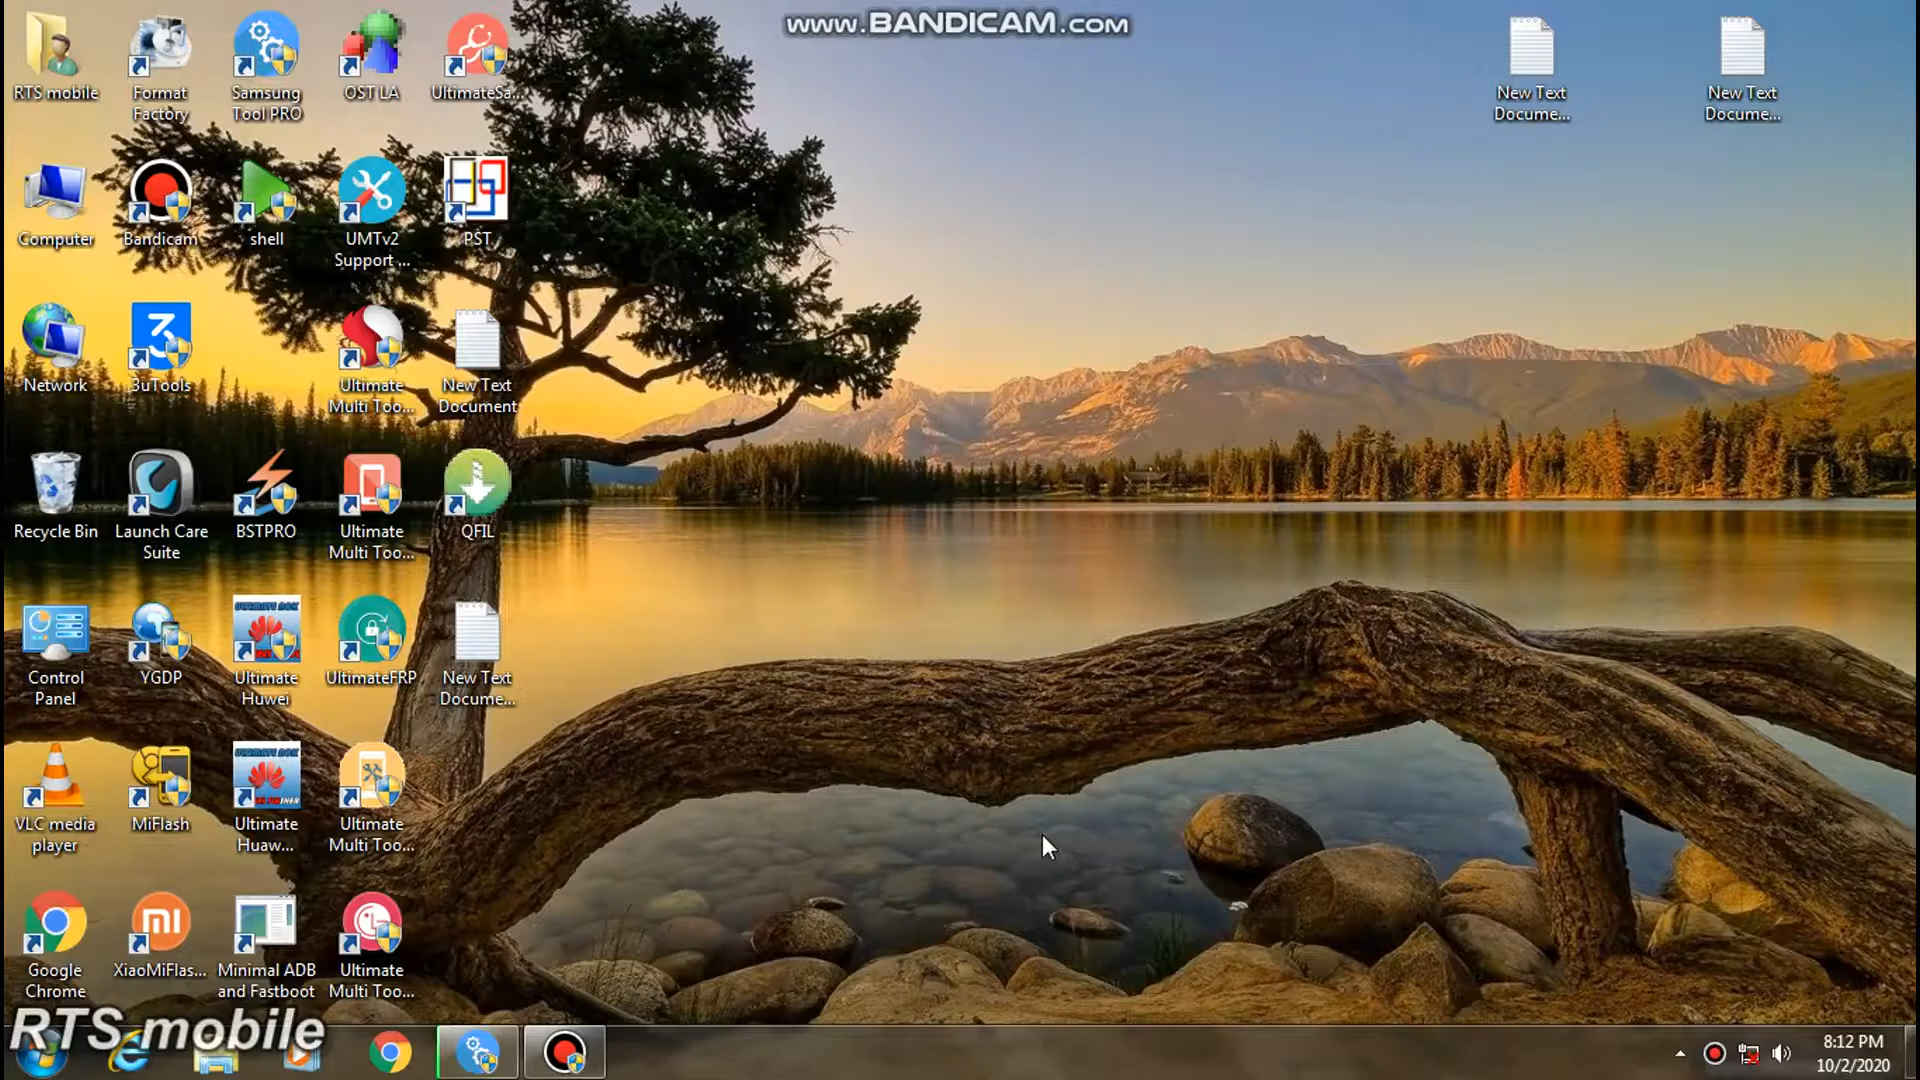 www.BANDICAM.com
RTS mobile
Format
Factory
Samsung
Tool PRO
OST LA
UltimateSa...
New Text
Docume...
New Text
Docume...
Computer
Bandicam
shell
UMTv2
Support ...
PST
Network
3uTools
Ultimate
Multi Too...
New Text
Document
Recycle Bin
Launch Care
Suite
BSTPRO
Ultimate
Multi Too...
QFIL
Control
Panel
YGDP
Ultimate
Huwei
UltimateFRP
New Text
Docume...
VLC media
player
MiFlash
Ultimate
Huaw...
Ultimate
Multi Too...
Google
Chrome
XiaoMiFlas...
Minimal ADB
and Fastboot
Ultimate
Multi Too...
RTS mobile
8:12 PM
10/2/2020